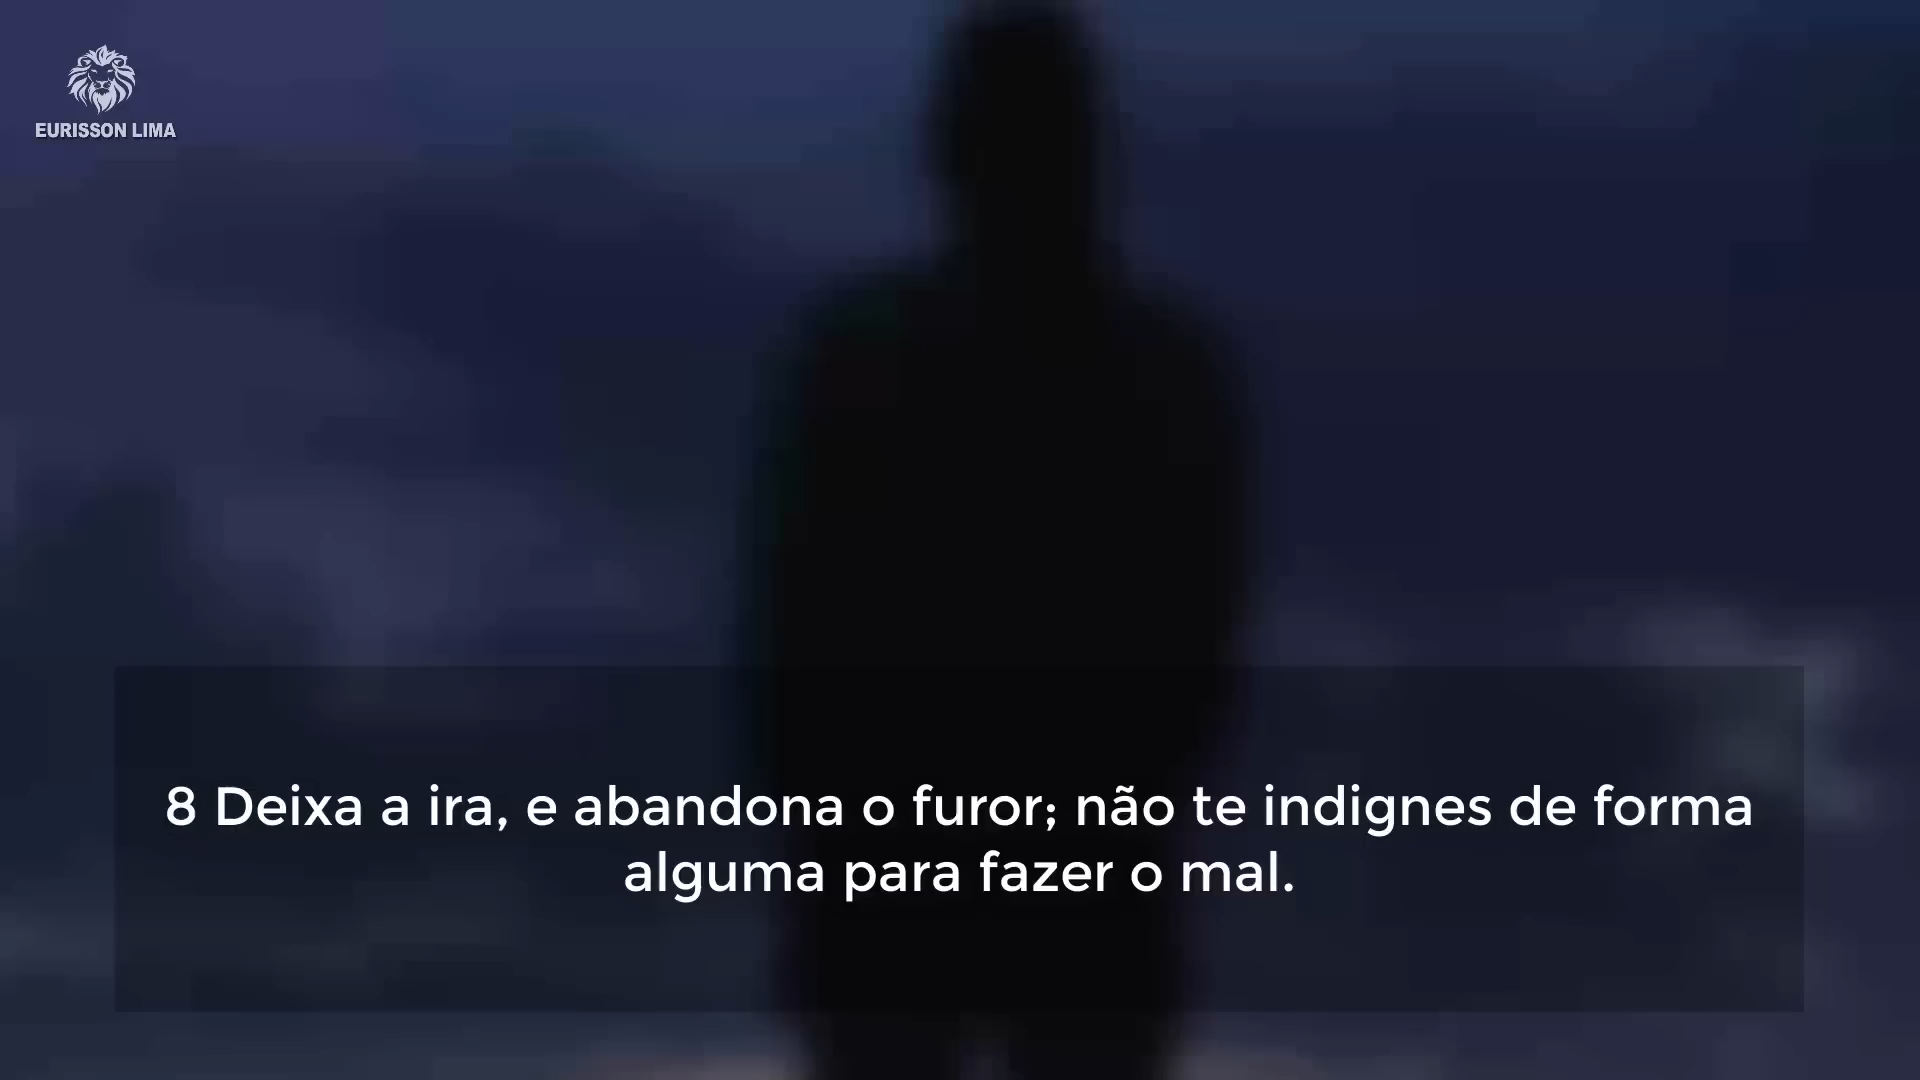 EURISSON LIMA
8 Deixa a ira, e abandona o furor; não te indignes de forma
alguma para fazer o mal.